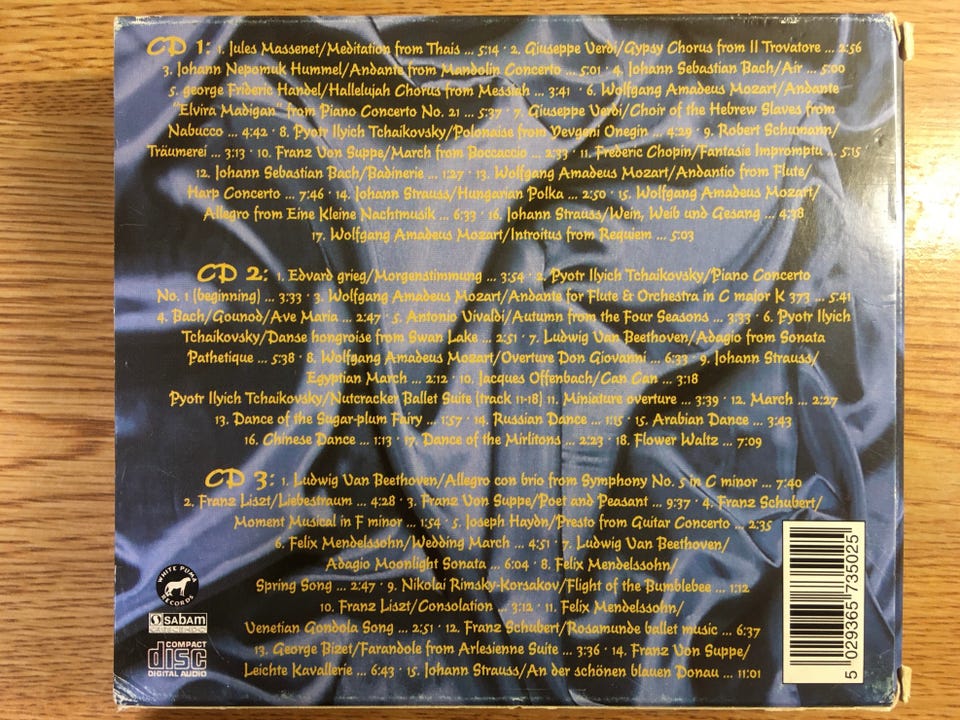 CD 1: 1. Jules Massenet/Meditation from Thais ... 5:14 · 2. Giuseppe Verdi/Gypsy Chorus from Il Trovatore ... 2:56
3. Johann Nepomuk Hummel/Andante from Mandolin Concerto ... 5:01 · 4. Johann Sebastian Bach/Air ... 5:00
5. george Frideric Handel/Hallelujah Chorus from Messiah ... 3:41 · 6. Wolfgang Amadeus Mozart/Andante
"Elvira Madigan" from Piano Concerto No. 21 ... 5:37 · 7. Giuseppe Verdi/Choir of the Hebrew Slaves from
Nabucco ... 4:42 · 8. Pyotr Ilyich Tchaikovsky/Polonaise from Yevgeni Onegin ... 4:29 · 9. Robert Schumann/
Träumerei ... 3:13 · 10. Franz Von Suppe/March from Boccaccio ... 2:33 · 11. Frederic Chopin/Fantasie Impromptu ... 5:15
12. Johann Sebastian Bach/Badinerie ... 1:27 · 13. Wolfgang Amadeus Mozart/Andantio from Flute/
Harp Concerto ... 7:46 · 14. Johann Strauss/Hungarian Polka ... 2:50 · 15. Wolfgang Amadeus Mozart/
Allegro from Eine Kleine Nachtmusik ... 6:33 · 16. Johann Strauss/Wein, Weib und Gesang ... 4:38
17. Wolfgang Amadeus Mozart/Introitus from Requiem ... 5:03
CD 2: 1. Edvard grieg/Morgenstimmung ... 3:54 · 2. Pyotr Ilyich Tchaikovsky/Piano Concerto
No. 1 (beginning) ... 3:33 · 3. Wolfgang Amadeus Mozart/Andante for Flute & Orchestra in C major K 373 ... 5:41
4. Bach/Gounod/Ave Maria ... 2:47 · 5. Antonio Vivaldi/Autumn from the Four Seasons ... 3:33 · 6. Pyotr Ilyich
Tchaikovsky/Danse hongroise from Swan Lake ... 2:51 · 7. Ludwig Van Beethoven/Adagio from Sonata
Pathetique ... 5:38 · 8. Wolfgang Amadeus Mozart/Overture Don Giovanni ... 6:33 · 9. Johann Strauss/
Egyptian March ... 2:12 · 10. Jacques Offenbach/Can Can ... 3:18
Pyotr Ilyich Tchaikovsky/Nutcracker Ballet Suite (track 11-18) 11. Miniature overture ... 3:39 · 12. March ... 2:27
13. Dance of the Sugar-plum Fairy ... 1:57 · 14. Russian Dance ... 1:15 · 15. Arabian Dance ... 3:43
16. Chinese Dance ... 1:13 · 17. Dance of the Mirlitons ... 2:23 · 18. Flower Waltz ... 7:09
CD 3: 1. Ludwig Van Beethoven/Allegro con brio from Symphony No. 5 in C minor ... 7:40
2. Franz Liszt/Liebestraum ... 4:28 · 3. Franz Von Suppe/Poet and Peasant ... 9:37 · 4. Franz Schubert/
Moment Musical in F minor ... 1:54 · 5. Joseph Haydn/Presto from Guitar Concerto ... 2:35
6. Felix Mendelssohn/Wedding March ... 4:51 · 7. Ludwig Van Beethoven/
Adagio Moonlight Sonata ... 6:04 · 8. Felix Mendelssohn/
Spring Song ... 2:47 · 9. Nikolai Rimsky-Korsakov/Flight of the Bumblebee ... 1:12
10. Franz Liszt/Consolation ... 3:12 · 11. Felix Mendelssohn/
Venetian Gondola Song ... 2:51 · 12. Franz Schubert/Rosamunde ballet music ... 6:37
13. George Bizet/Farandole from Arlesienne Suite ... 3:36 · 14. Franz Von Suppe/
Leichte Kavallerie ... 6:43 · 15. Johann Strauss/An der schönen blauen Donau ... 11:01
WHITE PUMA
RECORDS
sabam
COMPACT
disc
DIGITAL AUDIO
5 029365 735025